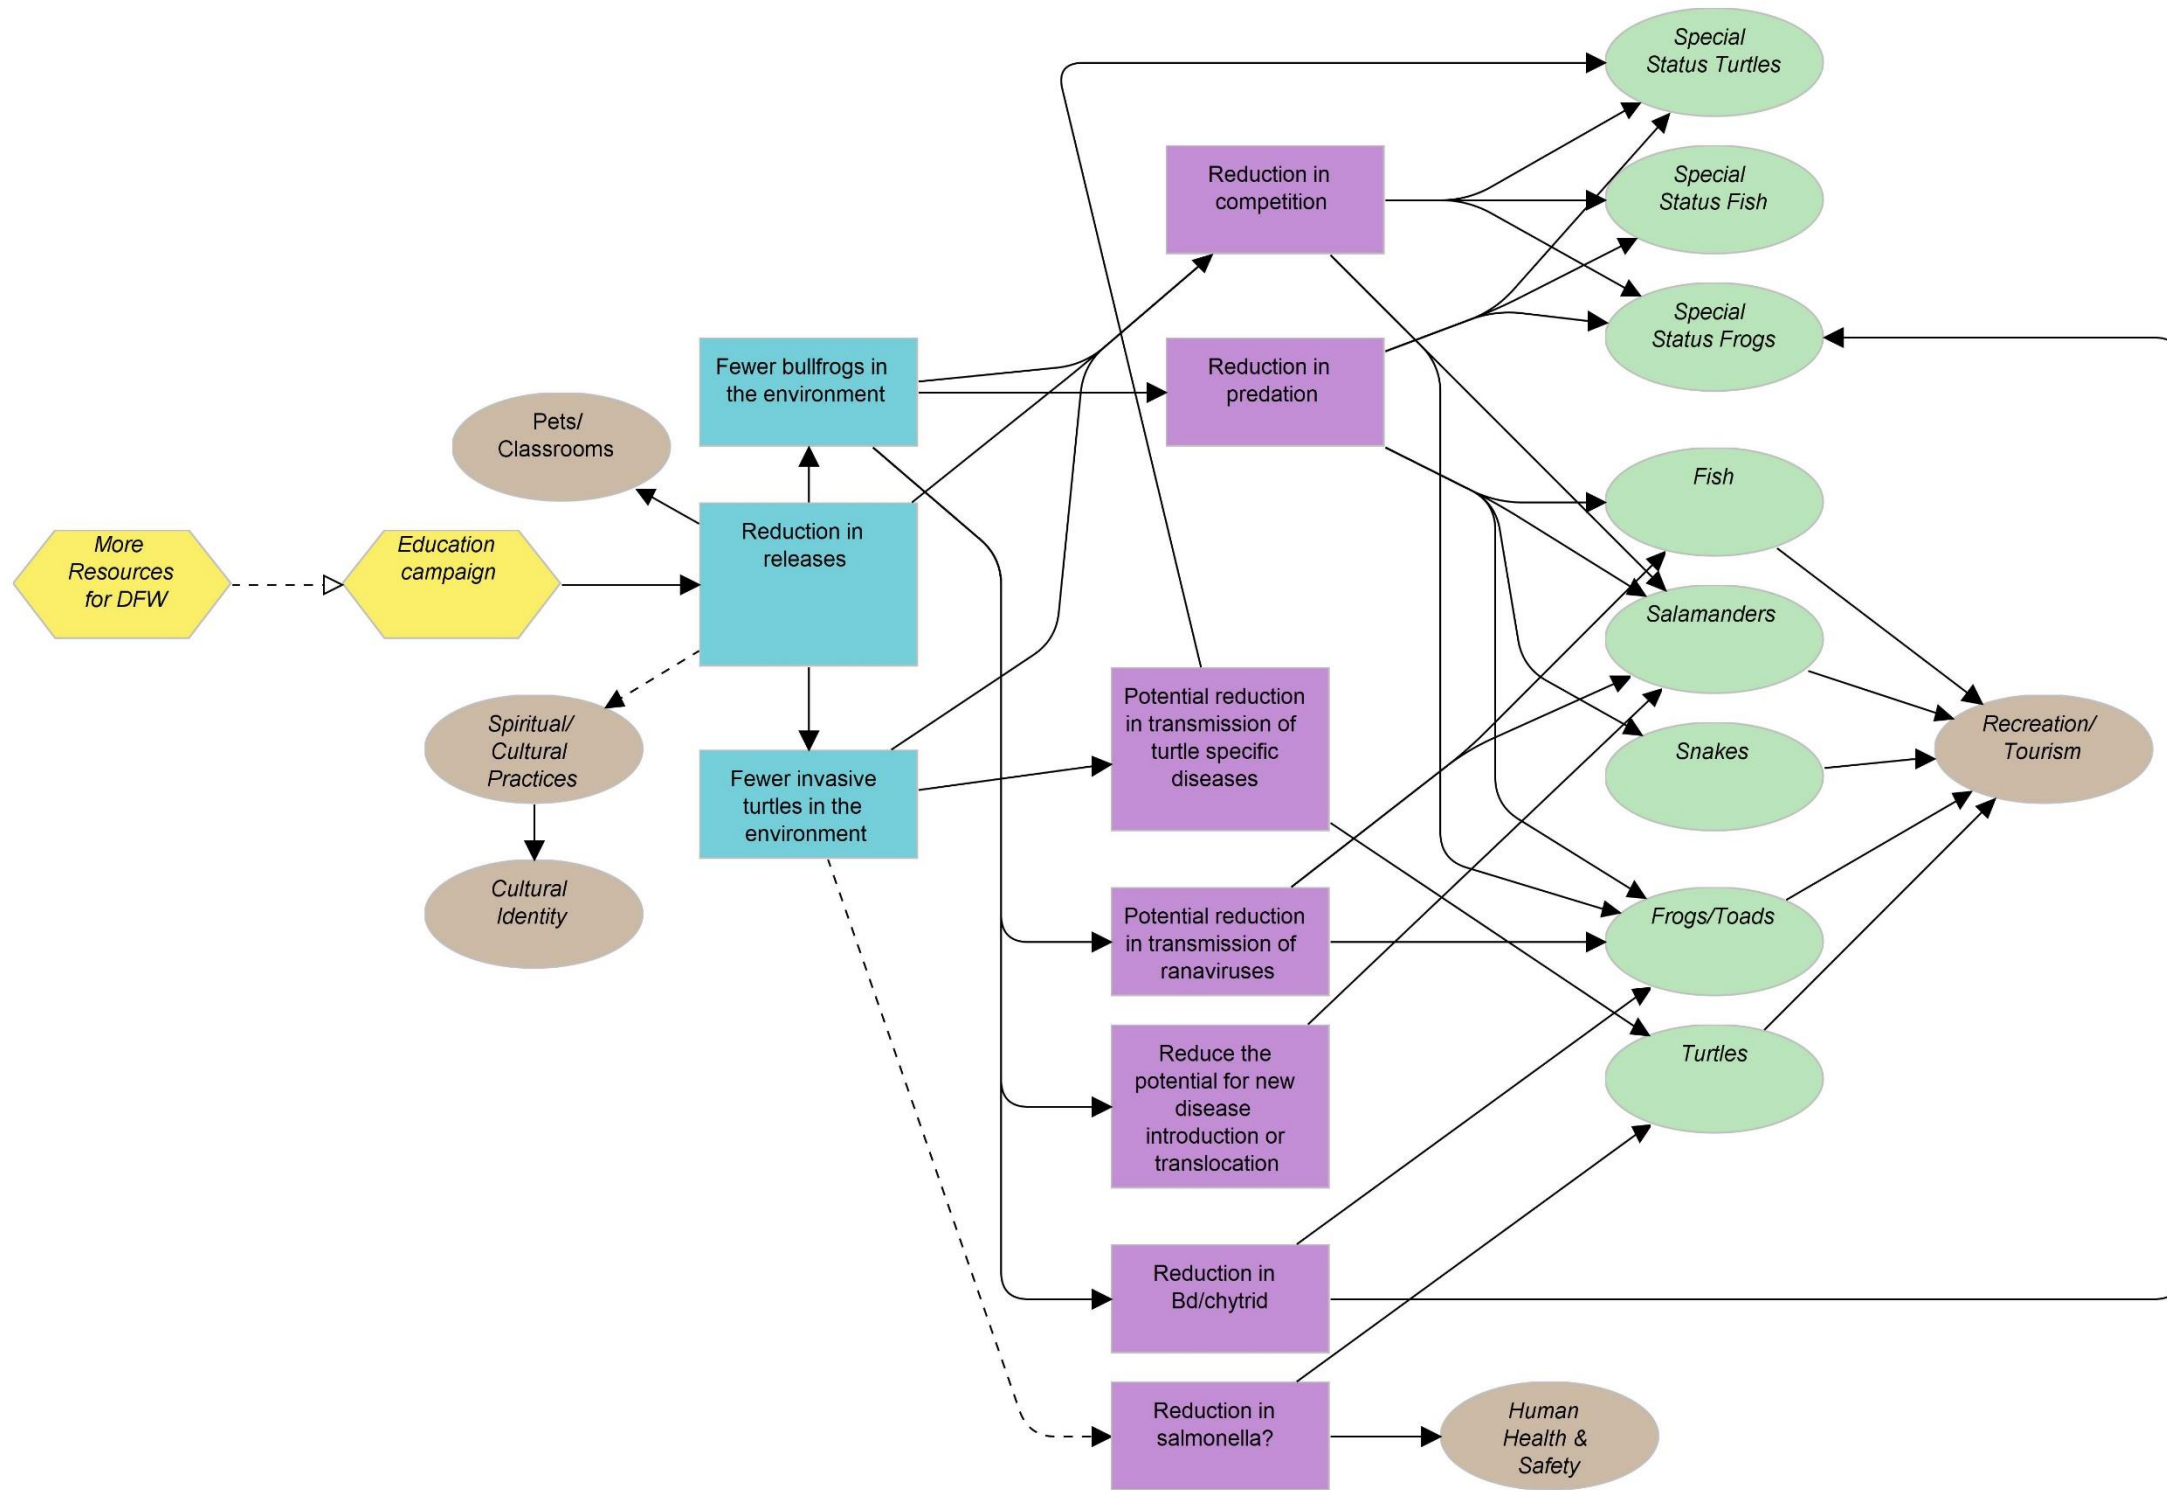 Special
Status Turtles
Reduction in
competition
Special
Status Fish
Special
Status Frogs
Fewer bullfrogs in
the environment
Reduction in
predation
Pets/
Classrooms
Fish
More
Resources
for DFW
Education
campaign
Reduction in
releases
Salamanders
Spiritual/
Cultural
Practices
Potential reduction
in transmission of
turtle specific
diseases
Snakes
Recreation/
Tourism
Fewer invasive
turtles in the
environment
Cultural
Identity
Potential reduction
in transmission of
ranaviruses
Frogs/Toads
Reduce the
potential for new
disease
introduction or
translocation
Turtles
Reduction in
Bd/chytrid
Reduction in
salmonella?
Human
Health &
Safety